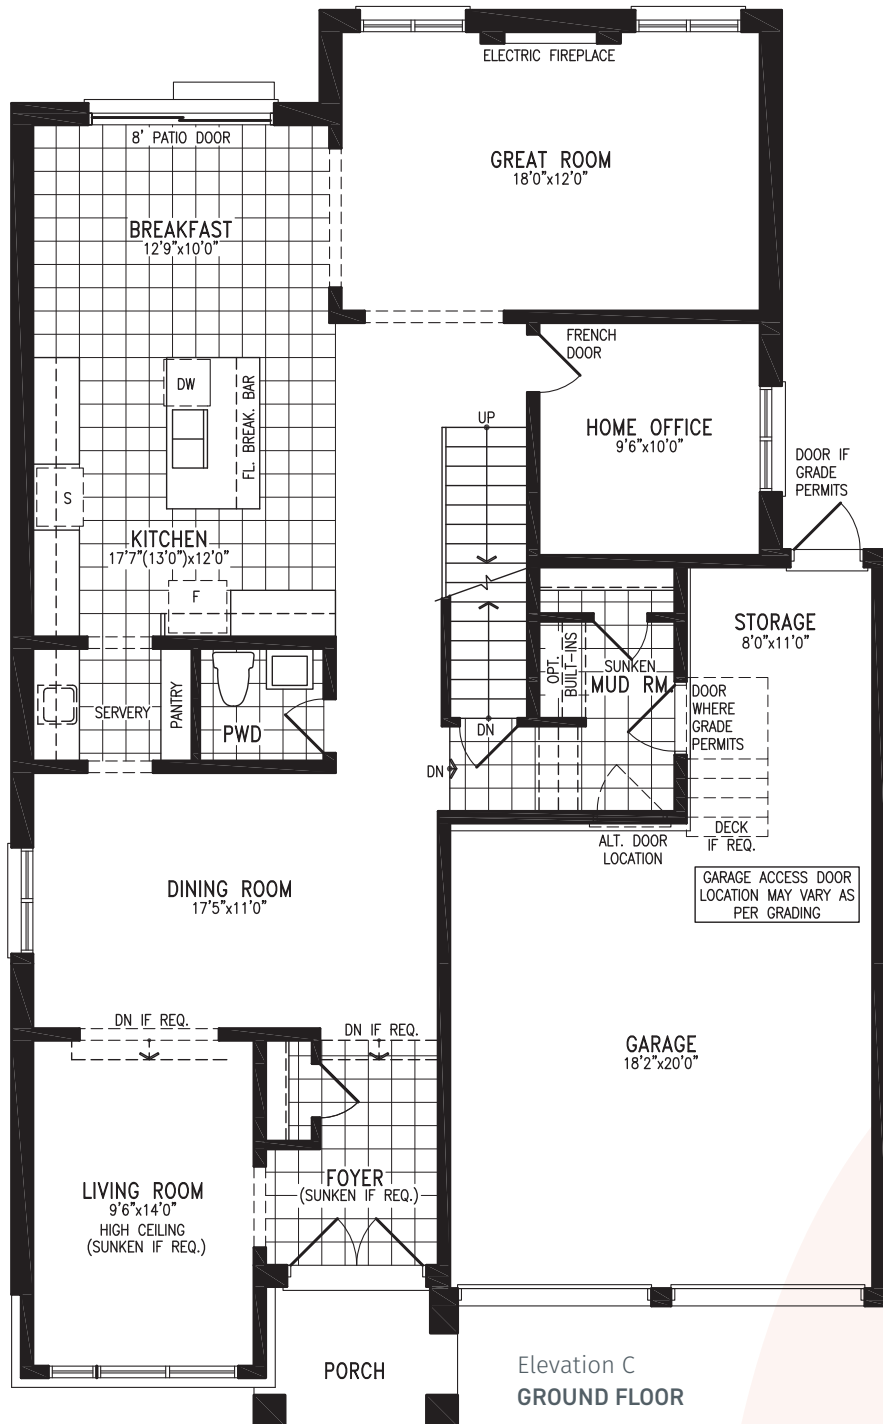 ELECTRIC FIREPLACE
8' PATIO DOOR
GREAT ROOM
18'0"x12'0"
BREAKFAST
12'9"x10'0"
FRENCH
DOOR
DW
FL. BREAK. BAR
UP
HOME OFFICE
9'6"x10'0"
DOOR IF
GRADE
PERMITS
S
KITCHEN
17'7"(13'0")x12'0"
F
STORAGE
8'0"x11'0"
OPT.
BUILT-INS
SUNKEN
MUD RM.
DOOR
WHERE
GRADE
PERMITS
SERVERY
PANTRY
PWD
DN
DN
DECK
IF REQ.
ALT. DOOR
LOCATION
GARAGE ACCESS DOOR
LOCATION MAY VARY AS
PER GRADING
DINING ROOM
17'5"x11'0"
DN IF REQ.
DN IF REQ.
GARAGE
18'2"x20'0"
LIVING ROOM
9'6"x14'0"
HIGH CEILING
(SUNKEN IF REQ.)
FOYER
(SUNKEN IF REQ.)
PORCH
Elevation C
GROUND FLOOR